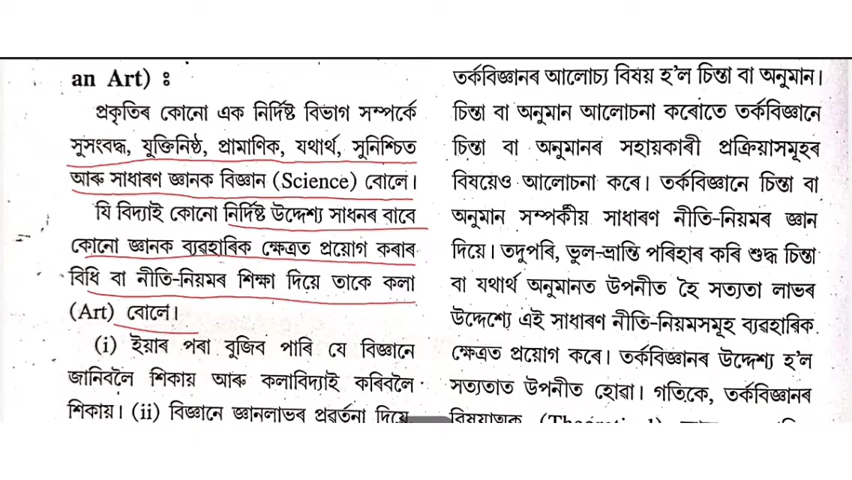 an Art) :
প্ৰকৃতিৰ কোনো এক নিৰ্দিষ্ট বিভাগ সম্পৰ্কে
সুসংবদ্ধ, যুক্তিনিষ্ঠ, প্ৰামাণিক, যথাৰ্থ, সুনিশ্চিত
আৰু সাধাৰণ জ্ঞানক বিজ্ঞান (Science) বোলে।
যি বিদ্যাই কোনো নিৰ্দিষ্ট উদ্দেশ্য সাধনৰ বাবে
কোনো জ্ঞানক ব্যৱহাৰিক ক্ষেত্ৰত প্ৰয়োগ কৰাৰ
বিধি বা নীতি-নিয়মৰ শিক্ষা দিয়ে তাকে কলা
(Art) বোলে।
(i) ইয়াৰ পৰা বুজিব পাৰি যে বিজ্ঞানে
জানিবলৈ শিকায় আৰু কলাবিদ্যাই কৰিবলৈ
শিকায়। (ii) বিজ্ঞানে জ্ঞানলাভৰ প্ৰৱৰ্তনা দিয়ে,
তৰ্কবিজ্ঞানৰ আলোচ্য বিষয় হ'ল চিন্তা বা অনুমান।
চিন্তা বা অনুমান আলোচনা কৰোতে তৰ্কবিজ্ঞানে
চিন্তা বা অনুমানৰ সহায়কাৰী প্ৰক্ৰিয়াসমূহৰ
বিষয়েও আলোচনা কৰে। তৰ্কবিজ্ঞানে চিন্তা বা
অনুমান সম্পৰ্কীয় সাধাৰণ নীতি-নিয়মৰ জ্ঞান
দিয়ে। তদুপৰি, ভুল-ভ্ৰান্তি পৰিহাৰ কৰি শুদ্ধ চিন্তা
বা যথাৰ্থ অনুমানত উপনীত হৈ সত্যতা লাভৰ
উদ্দেশ্যে এই সাধাৰণ নীতি-নিয়মসমূহ ব্যৱহাৰিক
ক্ষেত্ৰত প্ৰয়োগ কৰে। তৰ্কবিজ্ঞানৰ উদ্দেশ্য হ'ল
সত্যতাত উপনীত হোৱা। গতিকে, তৰ্কবিজ্ঞানৰ
বিষয়াত্মক (Theoretical)